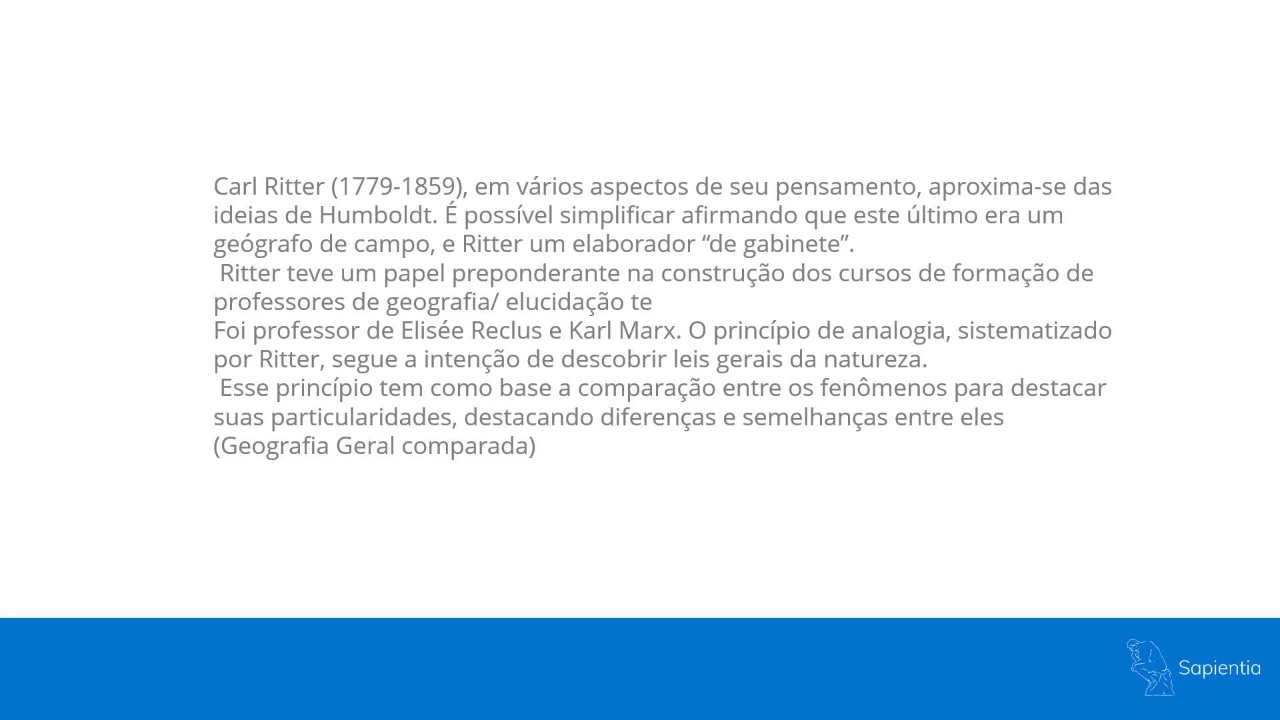 Carl Ritter (1779-1859), em vários aspectos de seu pensamento, aproxima-se das
ideias de Humboldt. É possível simplificar afirmando que este último era um
geógrafo de campo, e Ritter um elaborador “de gabinete”.
Ritter teve um papel preponderante na construção dos cursos de formação de
professores de geografia/ elucidação te
Foi professor de Elisée Reclus e Karl Marx. O princípio de analogia, sistematizado
por Ritter, segue a intenção de descobrir leis gerais da natureza.
Esse princípio tem como base a comparação entre os fenômenos para destacar
suas particularidades, destacando diferenças e semelhanças entre eles
(Geografia Geral comparada)
Sapientia